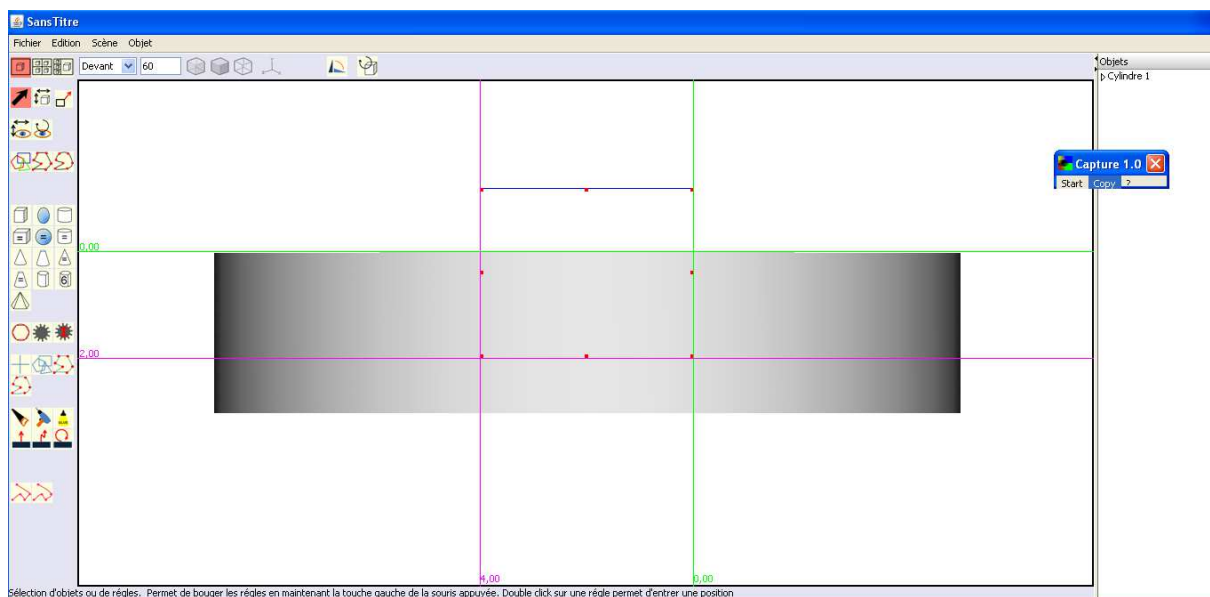 SansTitre
Fichier Edition Scène Objet
Devant 60
Objets
Cylindre 1
Capture 1.0
Start Copy ?
0,00
2,00
6
4,00
0,00
Sélection d'objets ou de régles. Permet de bouger les régles en maintenant la touche gauche de la souris appuyée. Double click sur une régle permet d'entrer une position